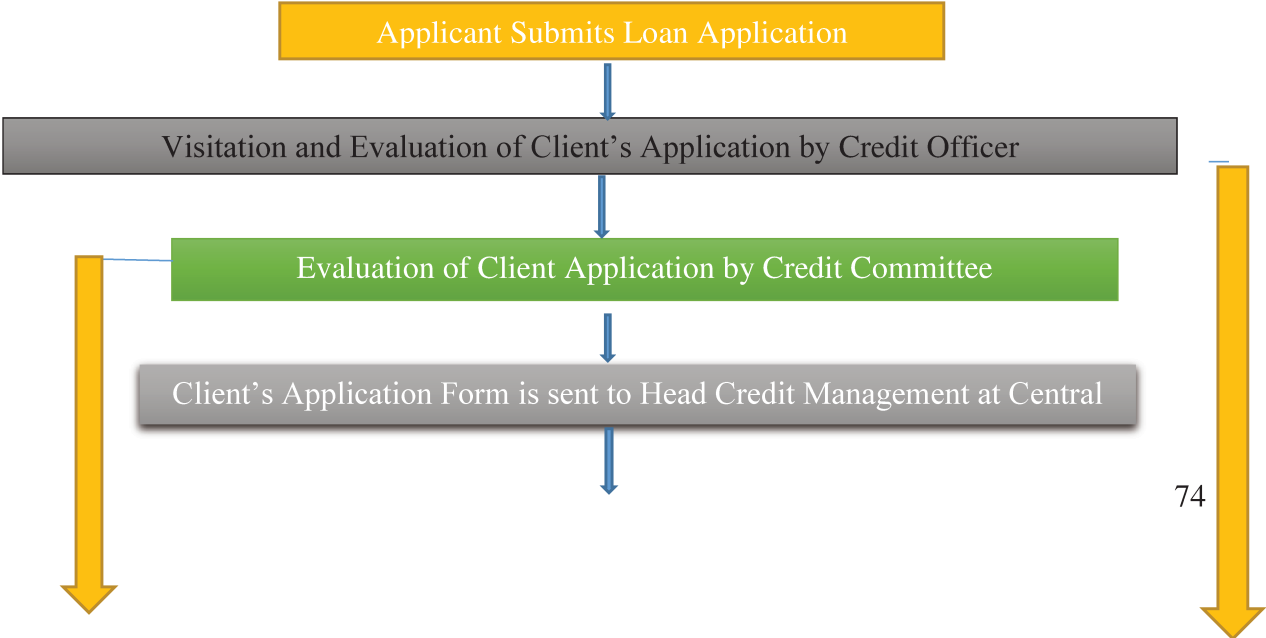 Applicant Submits Loan Application
Visitation and Evaluation of Client’s Application by Credit Officer
Evaluation of Client Application by Credit Committee
Client’s Application Form is sent to Head Credit Management at Central
74